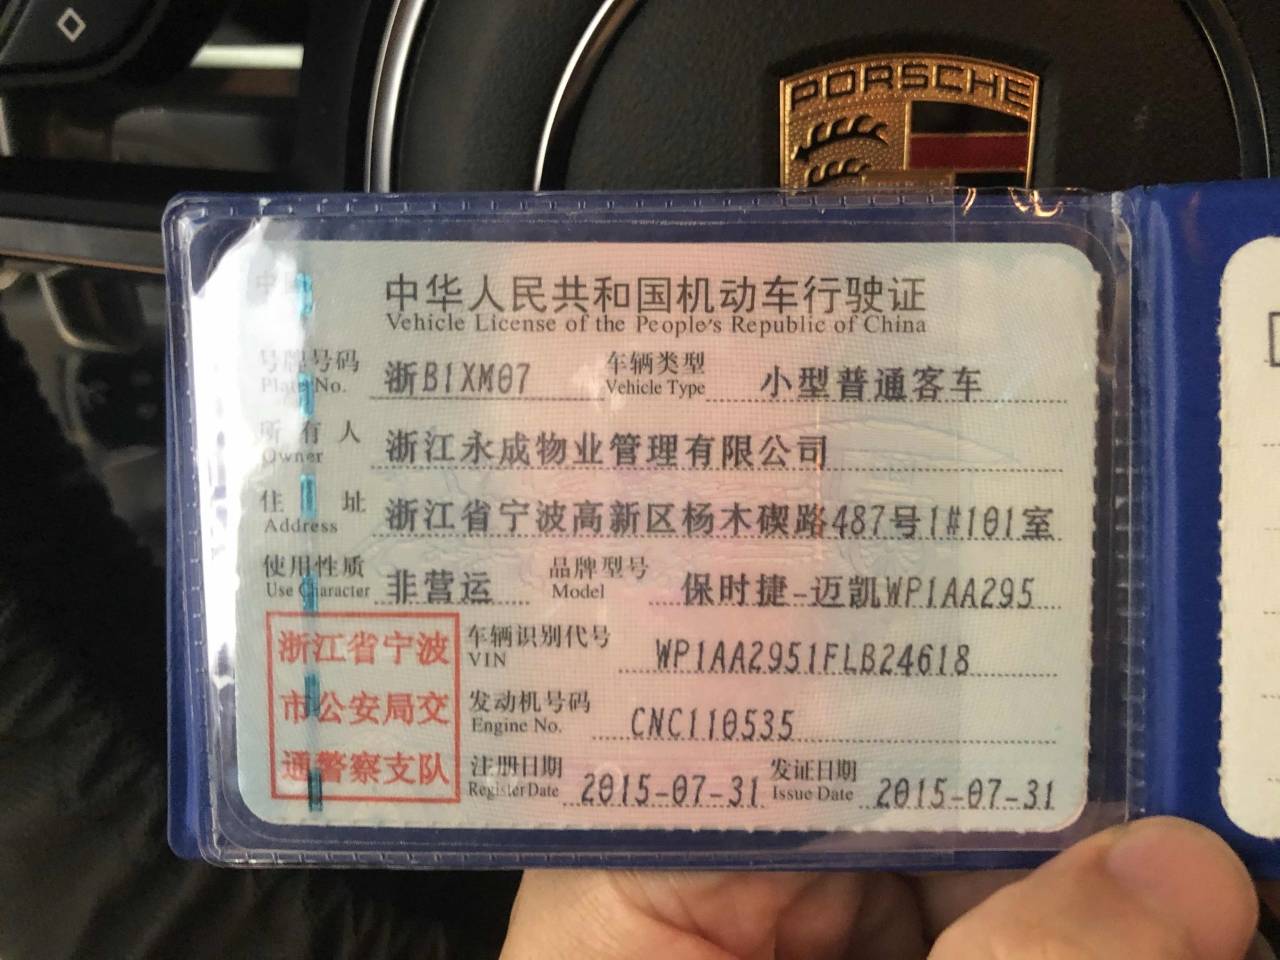 PORSCHE
中华人民共和国机动车行驶证
Vehicle License of the People's Republic of China
号牌号码 浙B1XM07 车辆类型 小型普通客车
Plate No. Vehicle Type
所有人 浙江永成物业管理有限公司
Owner
住址 浙江省宁波高新区杨木碶路487号1#101室
Address
使用性质 非营运 品牌型号 保时捷-迈凯WP1AA295
Use Character Model
浙江省宁波
市公安局交
通警察支队
车辆识别代号 WP1AA2951FLB24618
VIN
发动机号码 CNC110535
Engine No.
注册日期 2015-07-31 发证日期 2015-07-31
Register Date Issue Date